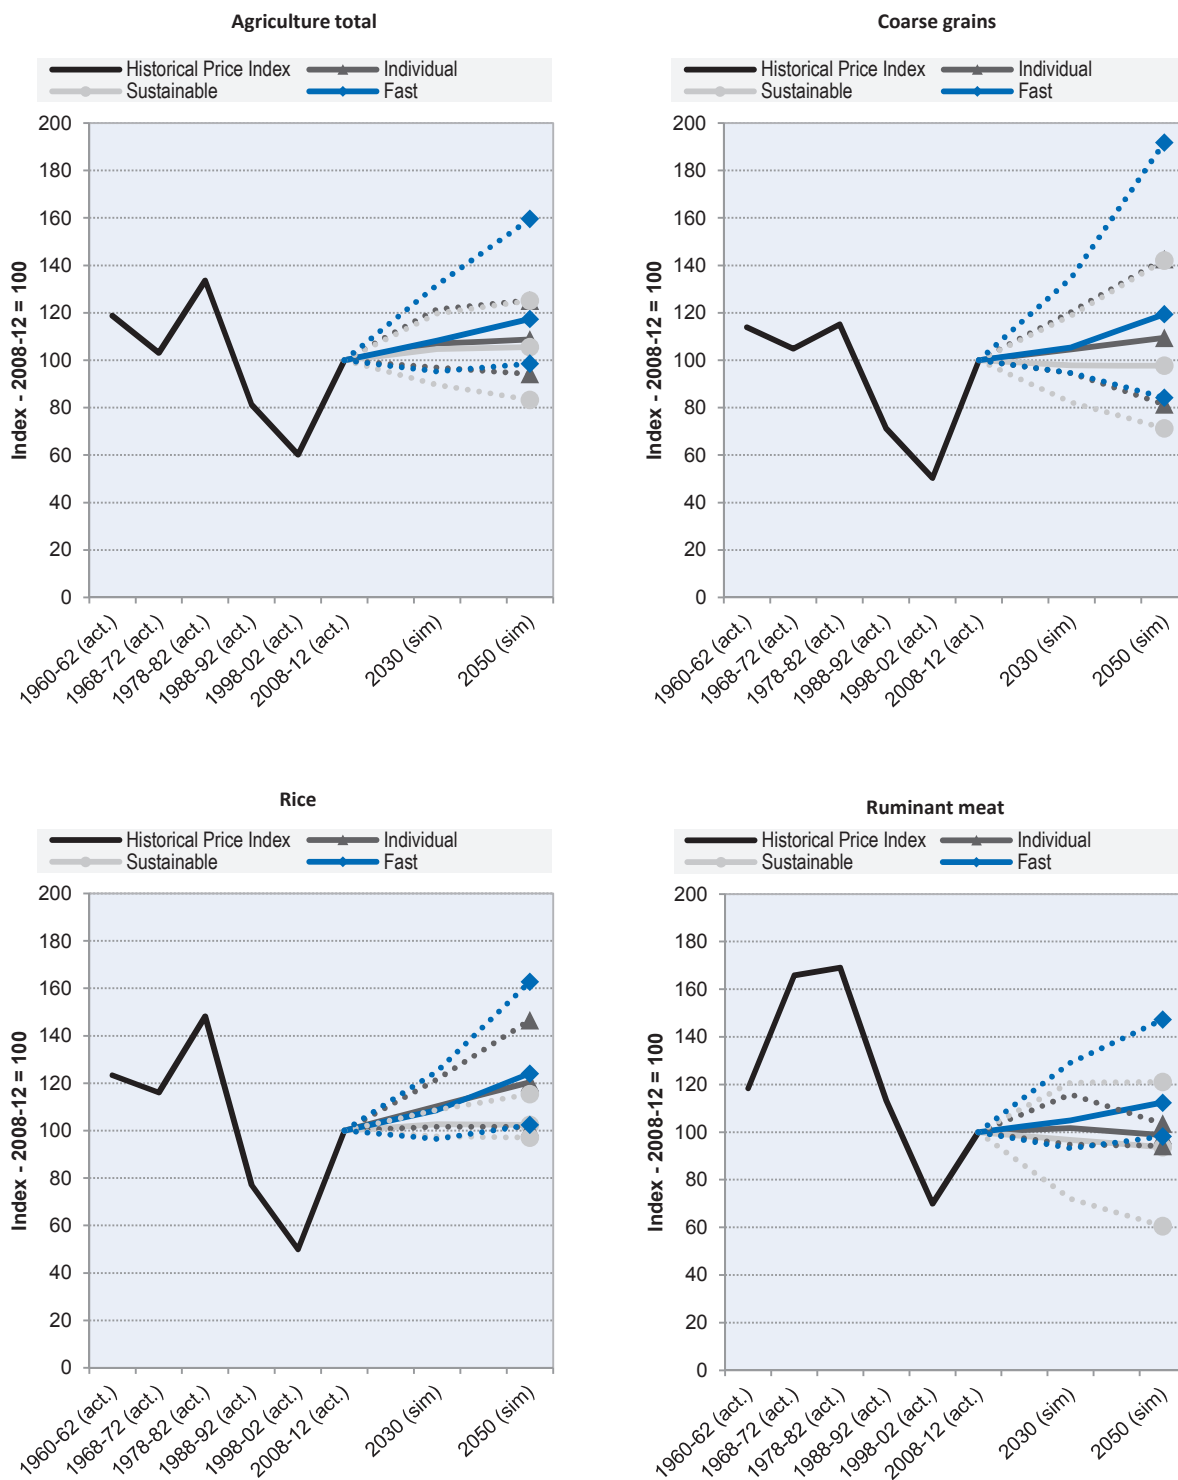 Agriculture total
Historical Price Index Individual
Sustainable Fast
Index - 2008-12 = 100
200
180
160
140
120
100
80
60
40
20
0
1960-62 (act.)
1968-72 (act.)
1978-82 (act.)
1988-92 (act.)
1998-02 (act.)
2008-12 (act.)
2030 (sim)
2050 (sim)
Coarse grains
Historical Price Index Individual
Sustainable Fast
Index - 2008-12 = 100
200
180
160
140
120
100
80
60
40
20
0
1960-62 (act.)
1968-72 (act.)
1978-82 (act.)
1988-92 (act.)
1998-02 (act.)
2008-12 (act.)
2030 (sim)
2050 (sim)
Rice
Historical Price Index Individual
Sustainable Fast
Index - 2008-12 = 100
200
180
160
140
120
100
80
60
40
20
0
1960-62 (act.)
1968-72 (act.)
1978-82 (act.)
1988-92 (act.)
1998-02 (act.)
2008-12 (act.)
2030 (sim)
2050 (sim)
Ruminant meat
Historical Price Index Individual
Sustainable Fast
Index - 2008-12 = 100
200
180
160
140
120
100
80
60
40
20
0
1960-62 (act.)
1968-72 (act.)
1978-82 (act.)
1988-92 (act.)
1998-02 (act.)
2008-12 (act.)
2030 (sim)
2050 (sim)